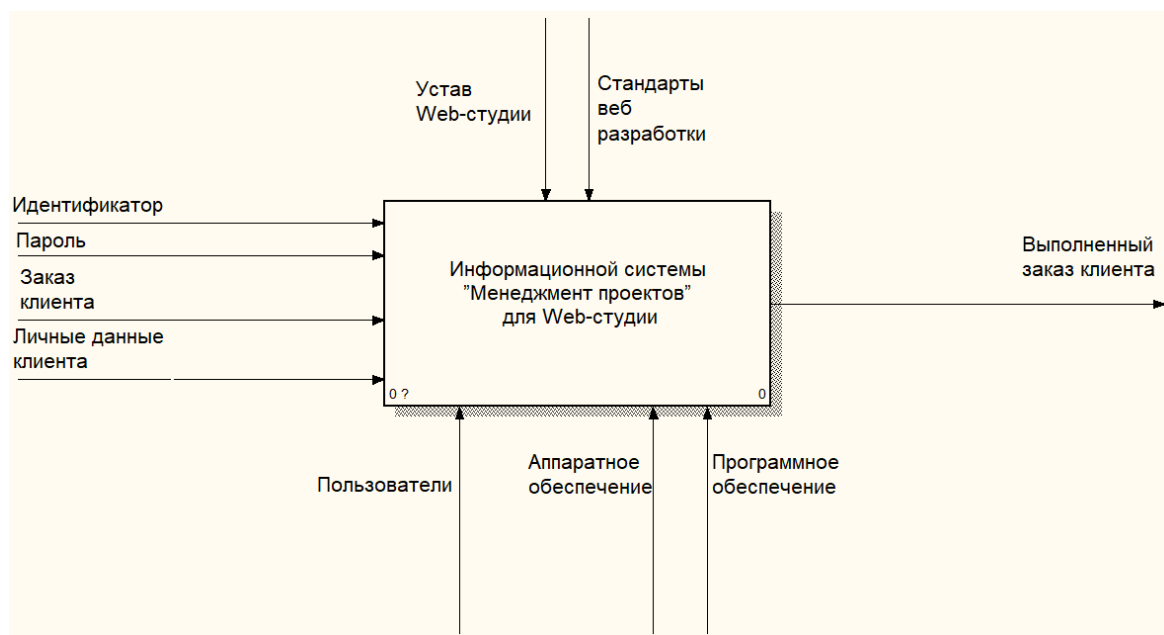 Устав
Web-студии
Стандарты
веб
разработки
Идентификатор
Пароль
Заказ
клиента
Личные данные
клиента
Информационной системы
"Менеджмент проектов"
для Web-студии
0 ?
0
Выполненный
заказ клиента
Пользователи
Аппаратное
обеспечение
Программное
обеспечение